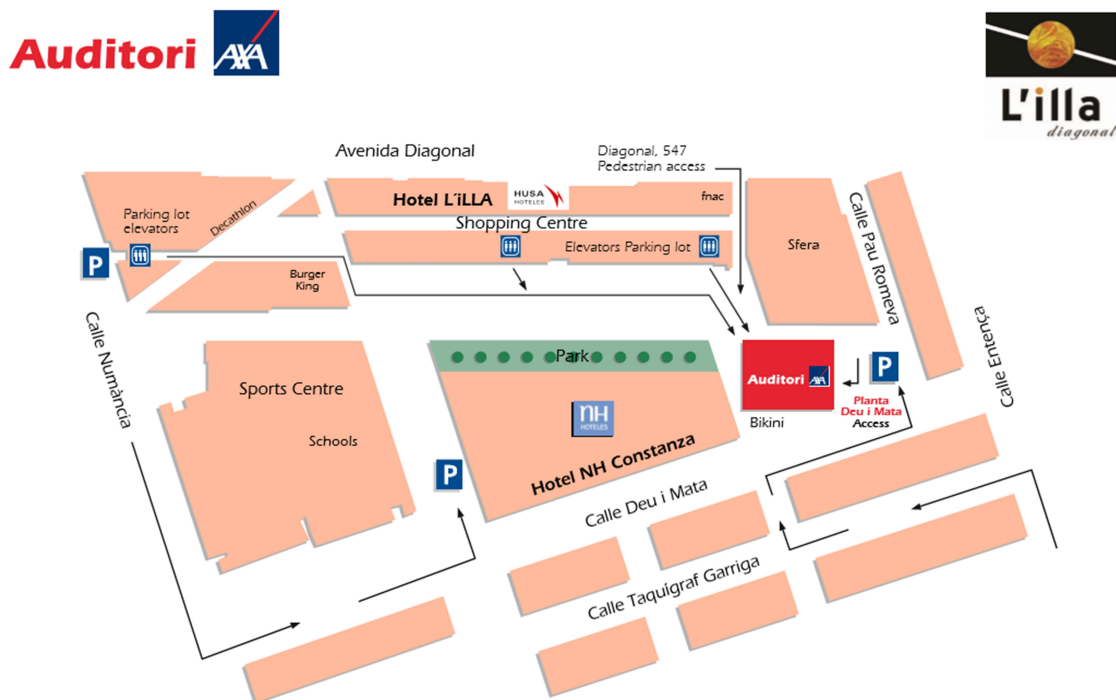 Auditori AXA
L'illa
diagonal
Avenida Diagonal
Diagonal, 547
Pedestrian access
Hotel L'iLLA
HUSA
HOTELES
fnac
Shopping Centre
Parking lot
elevators
Decathlon
Elevators Parking lot
Sfera
Calle Pau Romeva
P
Burger
King
Calle Numància
Park
Sports Centre
Schools
nH
HOTELES
Hotel NH Constanza
P
Auditori AXA
Bikini
P
Planta
Deu i Mata
Access
Calle Entença
Calle Deu i Mata
Calle Taquigraf Garriga